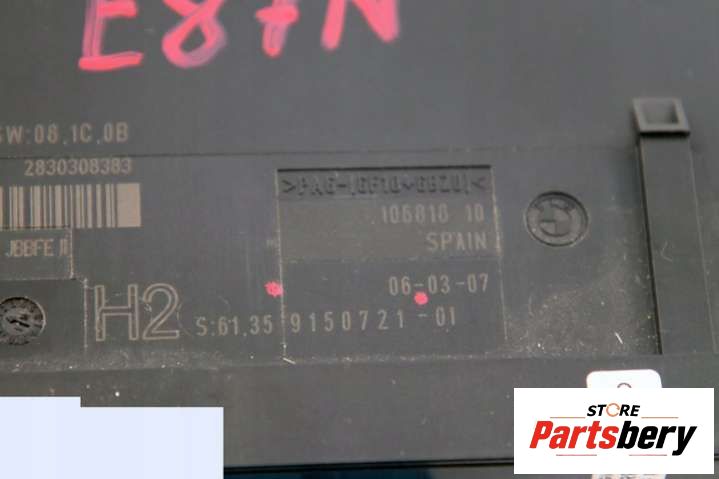 E87N
SW:08.1C.0B
2830308383
>PA6-(GF10+GB20)<
106810 10
JBBFE II
SPAIN
06-03-07
H2
S:61.35 9150721-01
STORE
Partsbery